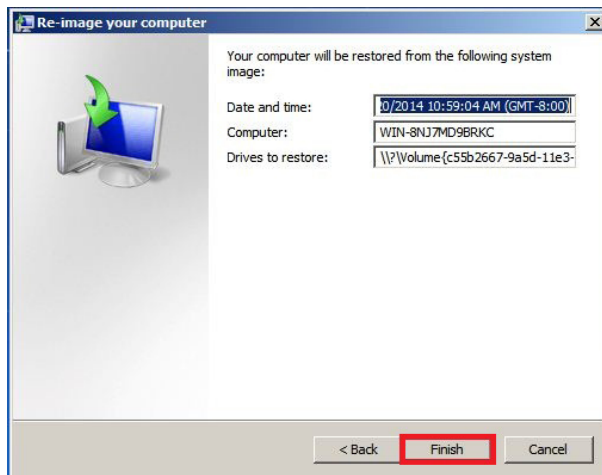 Re-image your computer
Your computer will be restored from the following system
image:
Date and time: 0/2014 10:59:04 AM (GMT-8:00)
Computer: WIN-8NJ7MD9BRKC
Drives to restore: \\?\Volume{c55b2667-9a5d-11e3-
< Back Finish Cancel